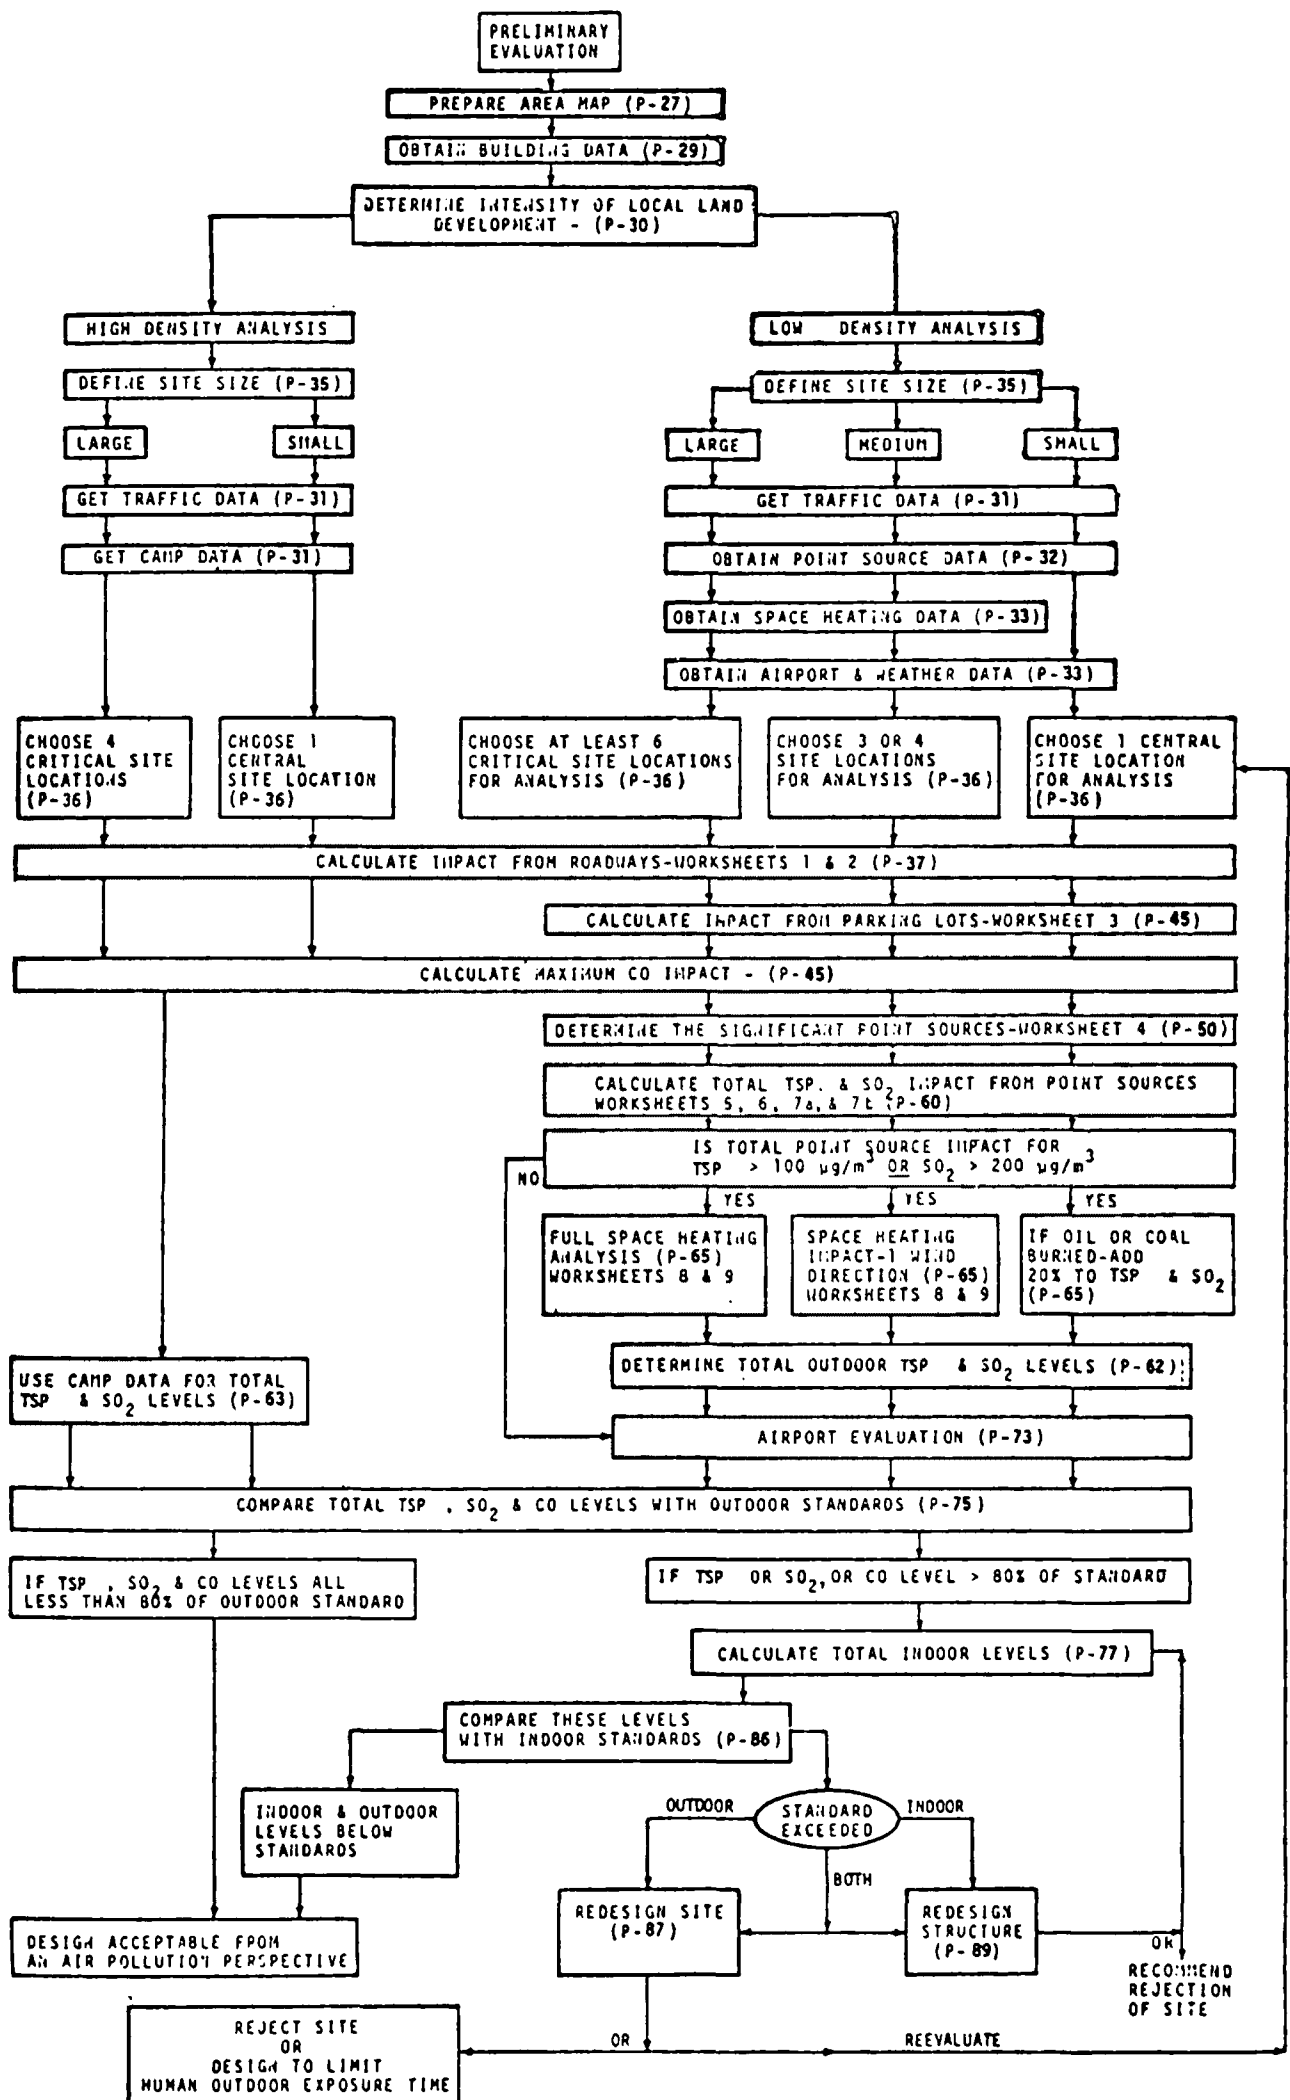 PRELIMINARY
EVALUATION
PREPARE AREA MAP (P-27)
OBTAIN BUILDING DATA (P-29)
DETERMINE INTENSITY OF LOCAL LAND
DEVELOPMENT - (P-30)
HIGH DENSITY ANALYSIS
DEFINE SITE SIZE (P-35)
LARGE
SMALL
GET TRAFFIC DATA (P-31)
GET CAMP DATA (P-31)
LOW DENSITY ANALYSIS
DEFINE SITE SIZE (P-35)
LARGE
MEDIUM
SMALL
GET TRAFFIC DATA (P-31)
OBTAIN POINT SOURCE DATA (P-32)
OBTAIN SPACE HEATING DATA (P-33)
OBTAIN AIRPORT & WEATHER DATA (P-33)
CHOOSE 4
CRITICAL SITE
LOCATIONS
(P-36)
CHOOSE 1
CENTRAL
SITE LOCATION
(P-36)
CHOOSE AT LEAST 6
CRITICAL SITE LOCATIONS
FOR ANALYSIS (P-36)
CHOOSE 3 OR 4
SITE LOCATIONS
FOR ANALYSIS (P-36)
CHOOSE 1 CENTRAL
SITE LOCATION
FOR ANALYSIS
(P-36)
CALCULATE IMPACT FROM ROADWAYS-WORKSHEETS 1 & 2 (P-37)
CALCULATE IMPACT FROM PARKING LOTS-WORKSHEET 3 (P-45)
CALCULATE MAXIMUM CO IMPACT - (P-45)
DETERMINE THE SIGNIFICANT POINT SOURCES-WORKSHEET 4 (P-50)
CALCULATE TOTAL TSP. & SO2 IMPACT FROM POINT SOURCES
WORKSHEETS 5, 6, 7a, & 7b (P-60)
IS TOTAL POINT SOURCE IMPACT FOR
TSP > 100 µg/m3 OR SO2 > 200 µg/m3
NO
YES
YES
YES
FULL SPACE HEATING
ANALYSIS (P-65)
WORKSHEETS 8 & 9
SPACE HEATING
IMPACT-1 WIND
DIRECTION (P-65)
WORKSHEETS 8 & 9
IF OIL OR COAL
BURNED-ADD
20% TO TSP & SO2
(P-65)
DETERMINE TOTAL OUTDOOR TSP & SO2 LEVELS (P-62)
USE CAMP DATA FOR TOTAL
TSP & SO2 LEVELS (P-63)
AIRPORT EVALUATION (P-73)
COMPARE TOTAL TSP , SO2 & CO LEVELS WITH OUTDOOR STANDARDS (P-75)
IF TSP , SO2 & CO LEVELS ALL
LESS THAN 80% OF OUTDOOR STANDARD
IF TSP OR SO2, OR CO LEVEL > 80% OF STANDARD
CALCULATE TOTAL INDOOR LEVELS (P-77)
COMPARE THESE LEVELS
WITH INDOOR STANDARDS (P-86)
INDOOR & OUTDOOR
LEVELS BELOW
STANDARDS
OUTDOOR
STANDARD
EXCEEDED
INDOOR
BOTH
REDESIGN SITE
(P-87)
REDESIGN
STRUCTURE
(P-89)
OR
RECOMMEND
REJECTION
OF SITE
DESIGN ACCEPTABLE FROM
AN AIR POLLUTION PERSPECTIVE
REJECT SITE
OR
DESIGN TO LIMIT
HUMAN OUTDOOR EXPOSURE TIME
OR
REEVALUATE